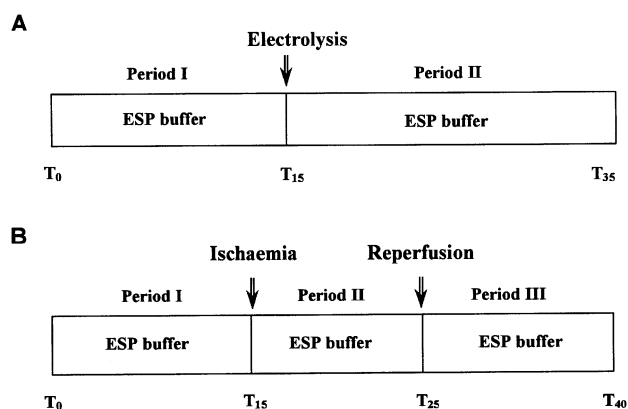 A
Electrolysis
Period I Period II
ESP buffer ESP buffer
T0 T15 T35
B
Ischaemia Reperfusion
Period I Period II Period III
ESP buffer ESP buffer ESP buffer
T0 T15 T25 T40